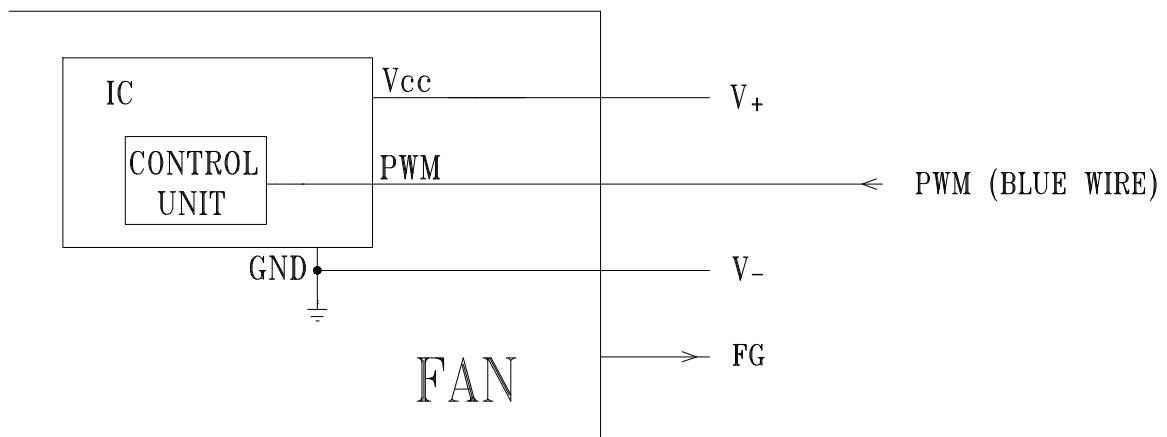 IC
Vcc
V+
CONTROL
UNIT
PWM
PWM (BLUE WIRE)
GND
V-
FG
FAN